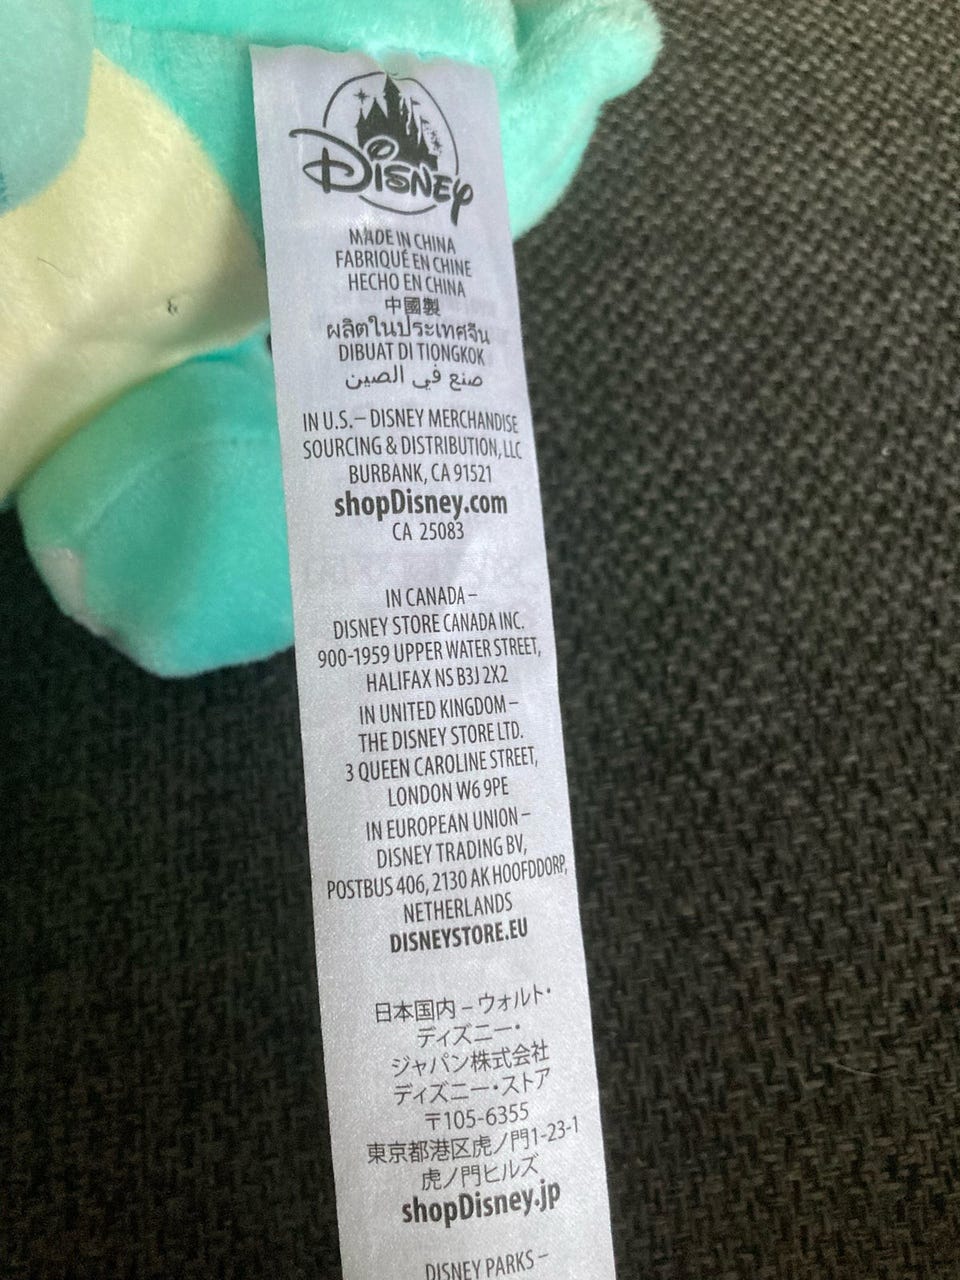 Disney
MADE IN CHINA
FABRIQUÉ EN CHINE
HECHO EN CHINA
中國製
ผลิตในประเทศจีน
DIBUAT DI TIONGKOK
صنع في الصين
IN U.S.– DISNEY MERCHANDISE
SOURCING & DISTRIBUTION, LLC
BURBANK, CA 91521
shopDisney.com
CA 25083
IN CANADA –
DISNEY STORE CANADA INC.
900-1959 UPPER WATER STREET,
HALIFAX NS B3J 2X2
IN UNITED KINGDOM –
THE DISNEY STORE LTD.
3 QUEEN CAROLINE STREET,
LONDON W6 9PE
IN EUROPEAN UNION –
DISNEY TRADING BV,
POSTBUS 406, 2130 AK HOOFDDORP,
NETHERLANDS
DISNEYSTORE.EU
日本国内 – ウォルト・
ディズニー・
ジャパン株式会社
ディズニー・ストア
〒105-6355
東京都港区虎ノ門1-23-1
虎ノ門ヒルズ
shopDisney.jp
DISNEY PARKS –